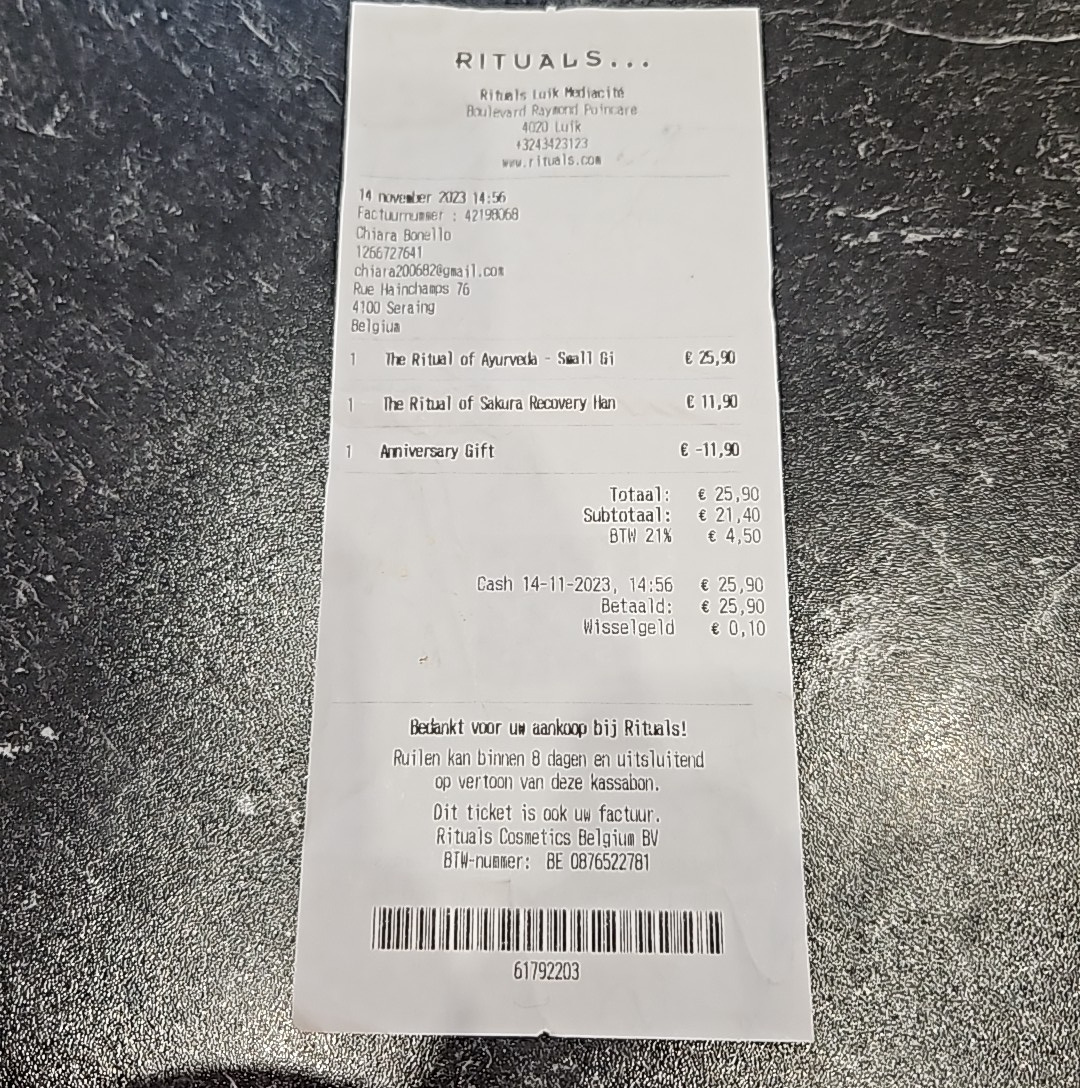 RITUALS...
Rituals Luik Mediacité
Boulevard Raymond Poincare
4020 Luik
+3243423123
www.rituals.com
14 november 2023 14:56
Factuurnummer : 42198068
Chiara Bonello
1266727641
chiara200682@gmail.com
Rue Hainchamps 76
4100 Seraing
Belgium
1 The Ritual of Ayurveda - Small Gi € 25,90
1 The Ritual of Sakura Recovery Han € 11,90
1 Anniversary Gift € -11,90
Totaal: € 25,90
Subtotaal: € 21,40
BTW 21% € 4,50
Cash 14-11-2023, 14:56 € 25,90
Betaald: € 25,90
Wisselgeld € 0,10
Bedankt voor uw aankoop bij Rituals!
Ruilen kan binnen 8 dagen en uitsluitend
op vertoon van deze kassabon.
Dit ticket is ook uw factuur.
Rituals Cosmetics Belgium BV
BTW-nummer: BE 0876522781
61792203